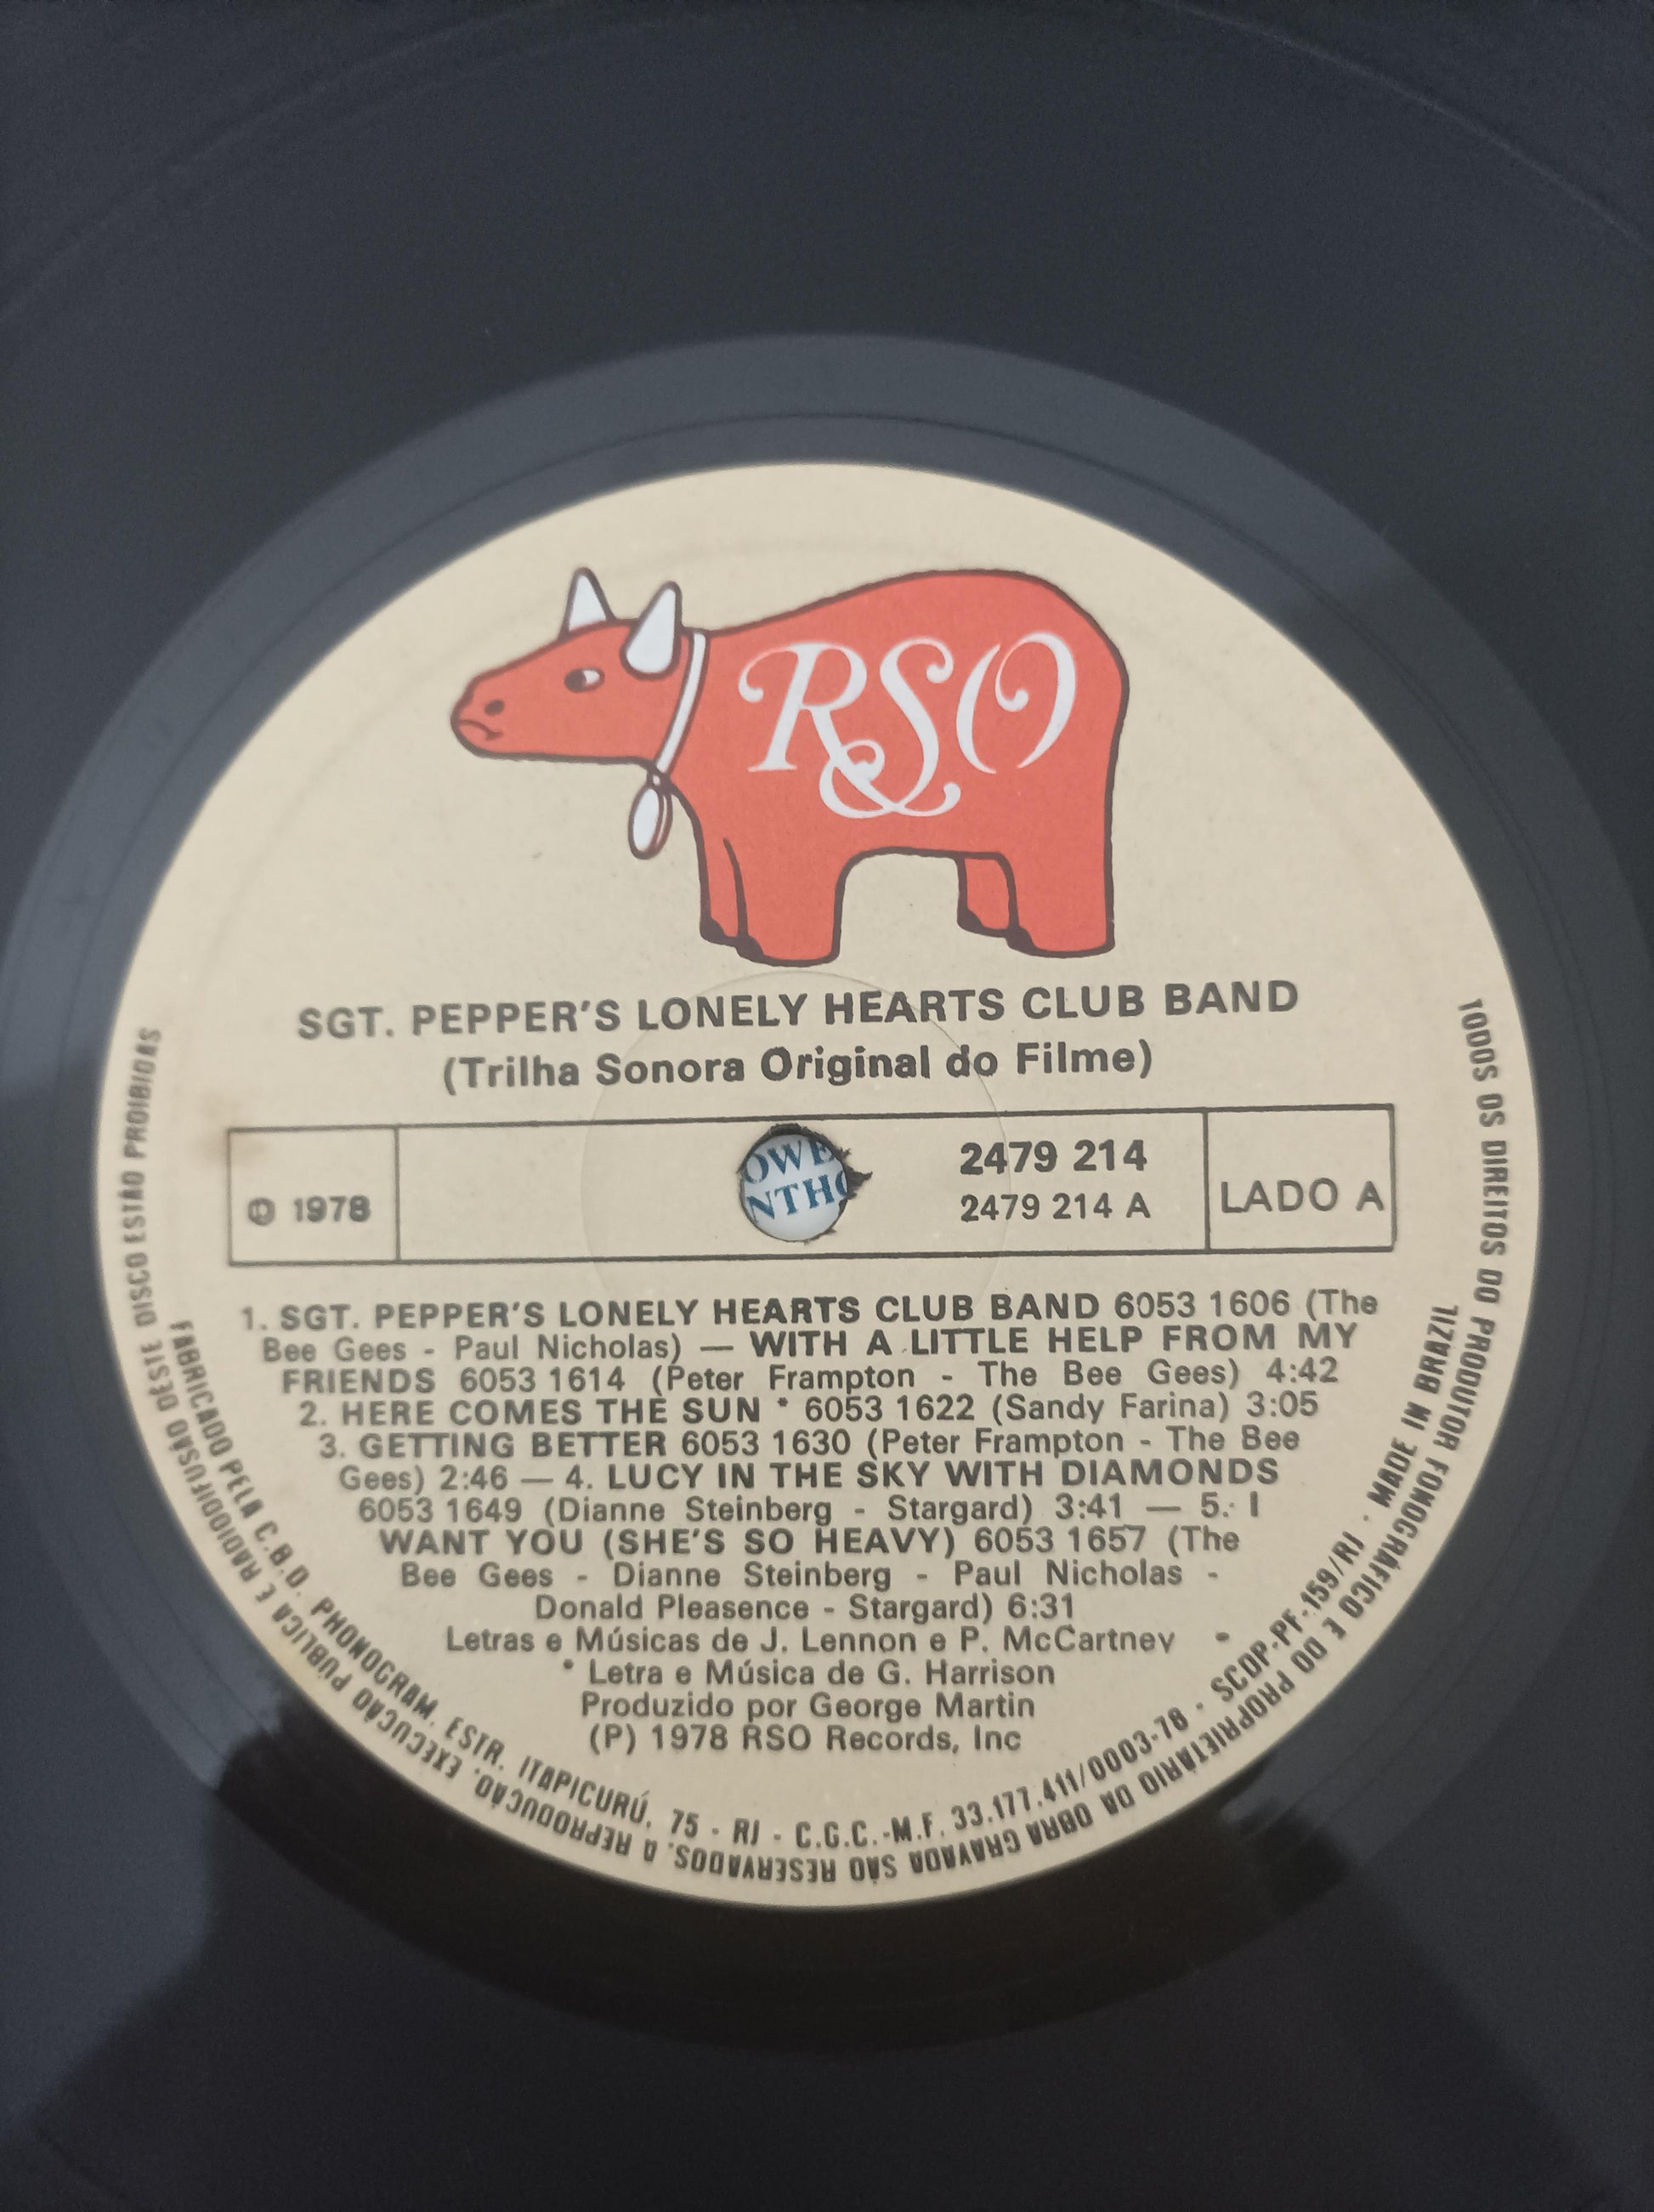 RSO
SGT. PEPPER'S LONELY HEARTS CLUB BAND
(Trilha Sonora Original do Filme)
℗ 1978
OWE
NTHO
2479 214
2479 214 A
LADO A
1. SGT. PEPPER'S LONELY HEARTS CLUB BAND 6053 1606 (The
Bee Gees - Paul Nicholas) — WITH A LITTLE HELP FROM MY
FRIENDS 6053 1614 (Peter Frampton - The Bee Gees) 4:42
2. HERE COMES THE SUN * 6053 1622 (Sandy Farina) 3:05
3. GETTING BETTER 6053 1630 (Peter Frampton - The Bee
Gees) 2:46 — 4. LUCY IN THE SKY WITH DIAMONDS
6053 1649 (Dianne Steinberg - Stargard) 3:41 — 5. I
WANT YOU (SHE'S SO HEAVY) 6053 1657 (The
Bee Gees - Dianne Steinberg - Paul Nicholas -
Donald Pleasence - Stargard) 6:31
Letras e Músicas de J. Lennon e P. McCartney
* Letra e Música de G. Harrison
Produzido por George Martin
(P) 1978 RSO Records, Inc
FABRICADO PELA C.B.D. PHONOGRAM. ESTR. ITAPICURÚ, 75 - RJ - C.G.C.-M.F. 33.177.411/0003-78 · SCDP-PF-159/RJ · MADE IN BRAZIL
TODOS OS DIREITOS DO PRODUTOR FONOGRÁFICO E DO PROPRIETÁRIO DA OBRA GRAVADA SÃO RESERVADOS. A REPRODUÇÃO, EXECUÇÃO PÚBLICA E RADIODIFUSÃO DESTE DISCO ESTÃO PROIBIDAS